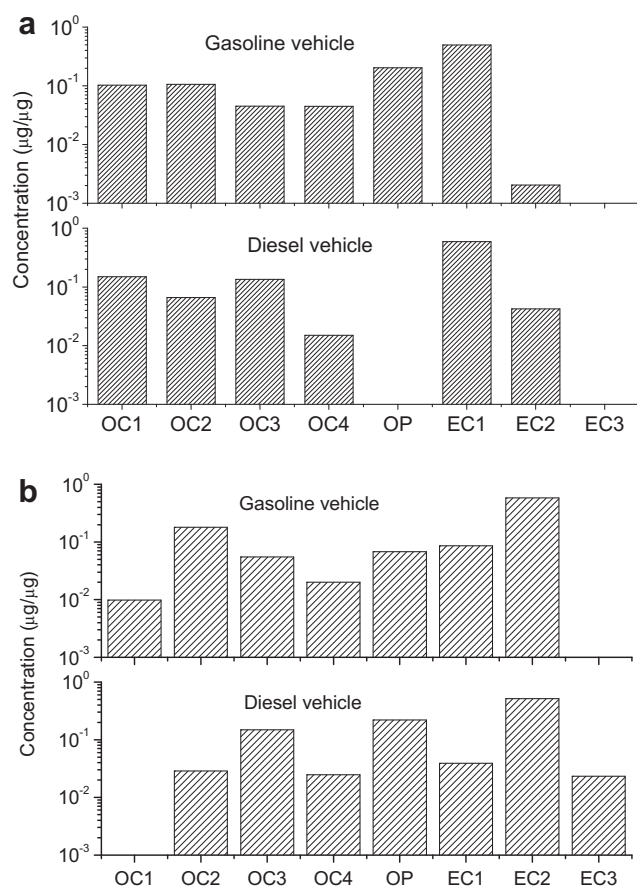 a
Gasoline vehicle
10⁰
10⁻¹
10⁻²
10⁻³
Concentration (μg/μg)
Diesel vehicle
10⁰
10⁻¹
10⁻²
10⁻³
OC1 OC2 OC3 OC4 OP EC1 EC2 EC3
b
Gasoline vehicle
10⁰
10⁻¹
10⁻²
10⁻³
Concentration (μg/μg)
Diesel vehicle
10⁰
10⁻¹
10⁻²
10⁻³
OC1 OC2 OC3 OC4 OP EC1 EC2 EC3